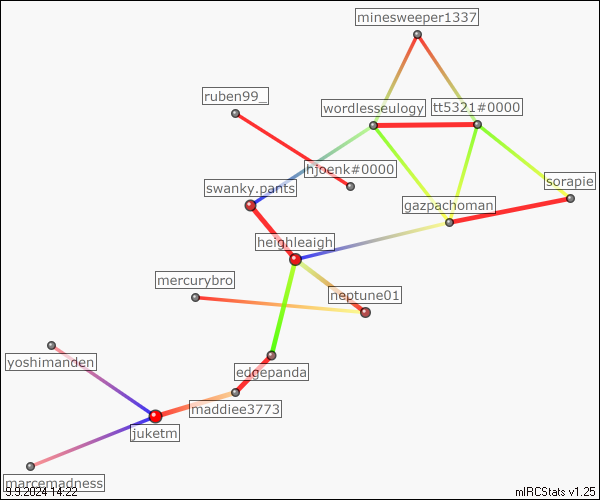 minesweeper1337
ruben99_
wordlesseulogy
tt5321#0000
hjoenk#0000
swanky.pants
sorapie
gazpachoman
heighleaigh
mercurybro
neptune01
yoshimanden
edgepanda
maddiee3773
juketm
marcemadness
9.9.2024 14:22
mIRCStats v1.25